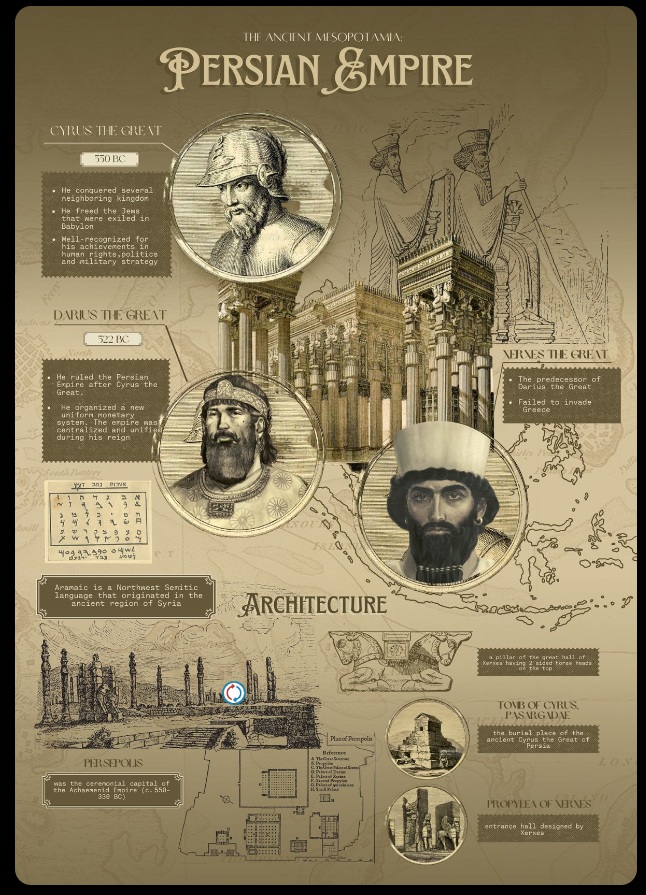 THE ANCIENT MESOPOTAMIA:
PERSIAN EMPIRE
CYRUS THE GREAT
550 BC
He conquered several
neighboring kingdom
He freed the Jews
that were exiled in
Babylon
Well-recognized for
his achievements in
human rights,politics
and military strategy
DARIUS THE GREAT
522 BC
He ruled the Persian
Empire after Cyrus the
Great.
He organized a new
uniform monetary
system. The empire was
centralized and unified
during his reign
XERXES THE GREAT
The predecessor of
Darius the Great
Failed to invade
Greece
Aramaic is a Northwest Semitic
language that originated in the
ancient region of Syria
ARCHITECTURE
a pillar of the great hall of
Xerxes having 2 sided horse heads
on the top
TOMB OF CYRUS,
PASARGADAE
the burial place of the
ancient Cyrus the Great of
Persia
Plan of Persepolis
Reference
PERSEPOLIS
was the ceremonial capital of
the Achaemenid Empire (c.550–
330 BC)
PROPYLEA OF XERXES
entrance hall designed by
Xerxes